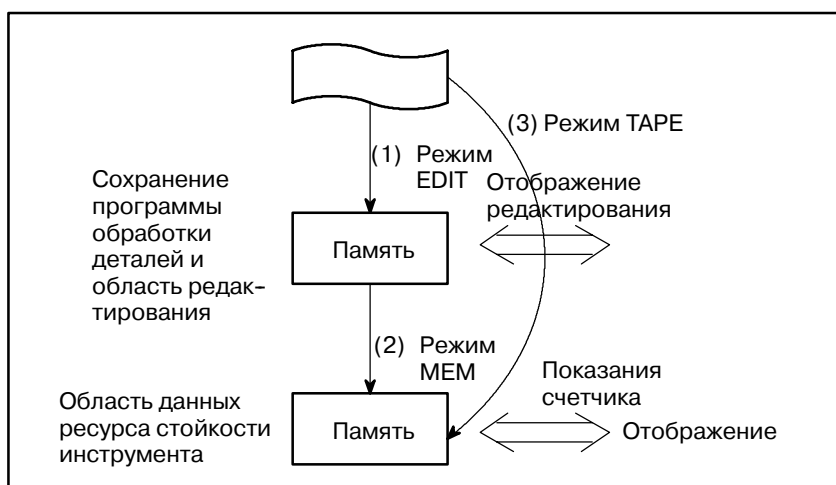 (3) Режим TAPE
(1) Режим
EDIT
Сохранение
программы
обработки
деталей и
область редак-
тирования
Память
Отображение
редактирования
(2) Режим
MEM
Область данных
ресурса стойкости
инструмента
Память
Показания
счетчика
Отображение